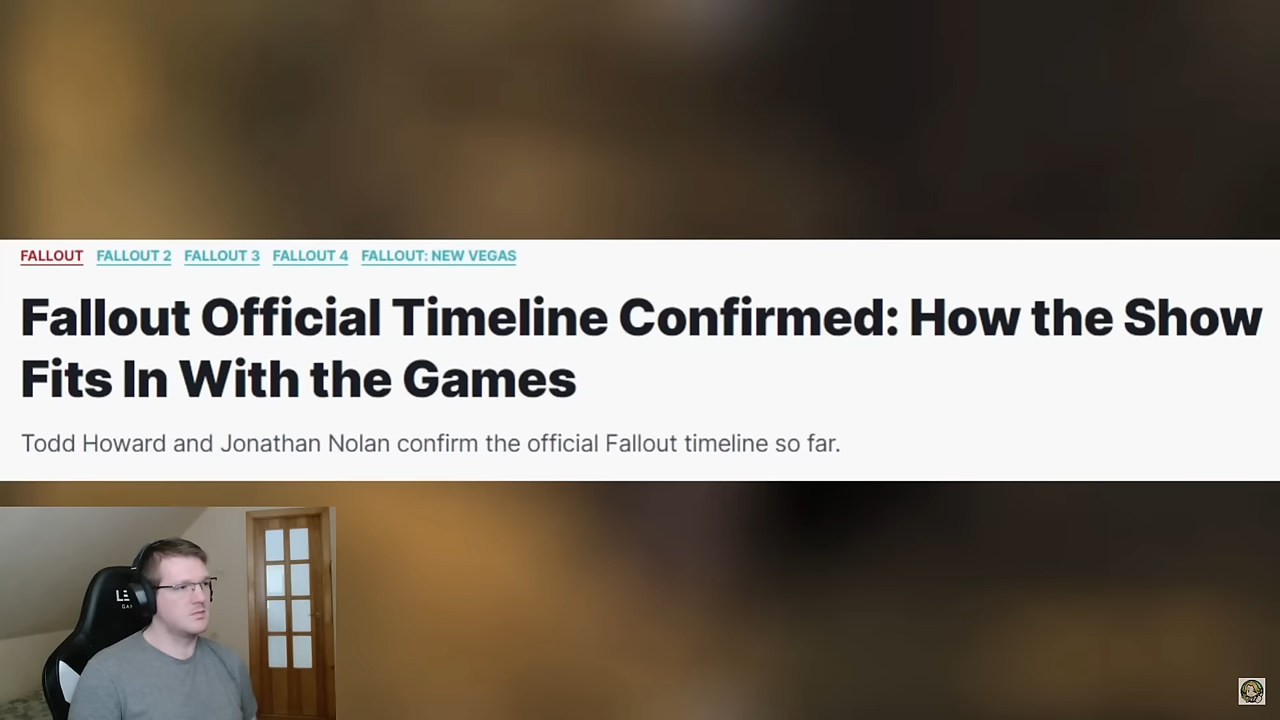 FALLOUT FALLOUT 2 FALLOUT 3 FALLOUT 4 FALLOUT: NEW VEGAS
Fallout Official Timeline Confirmed: How the Show
Fits In With the Games
Todd Howard and Jonathan Nolan confirm the official Fallout timeline so far.